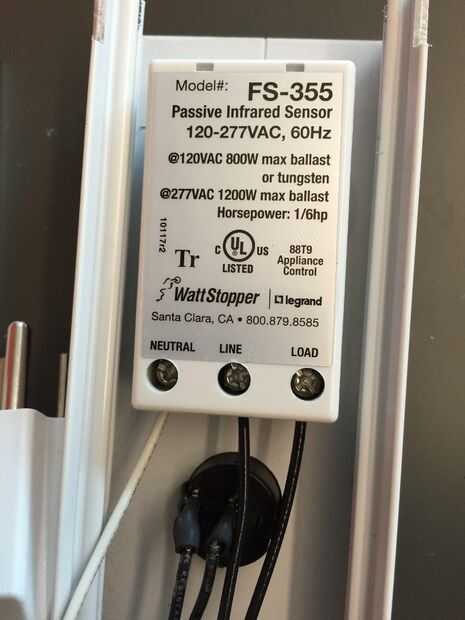 Model#: FS-355
Passive Infrared Sensor
120-277VAC, 60Hz
@120VAC 800W max ballast
or tungsten
@277VAC 1200W max ballast
Horsepower: 1/6hp
10117r2
Tr
C UL US
LISTED
88T9
Appliance
Control
WattStopper legrand
Santa Clara, CA • 800.879.8585
NEUTRAL LINE LOAD